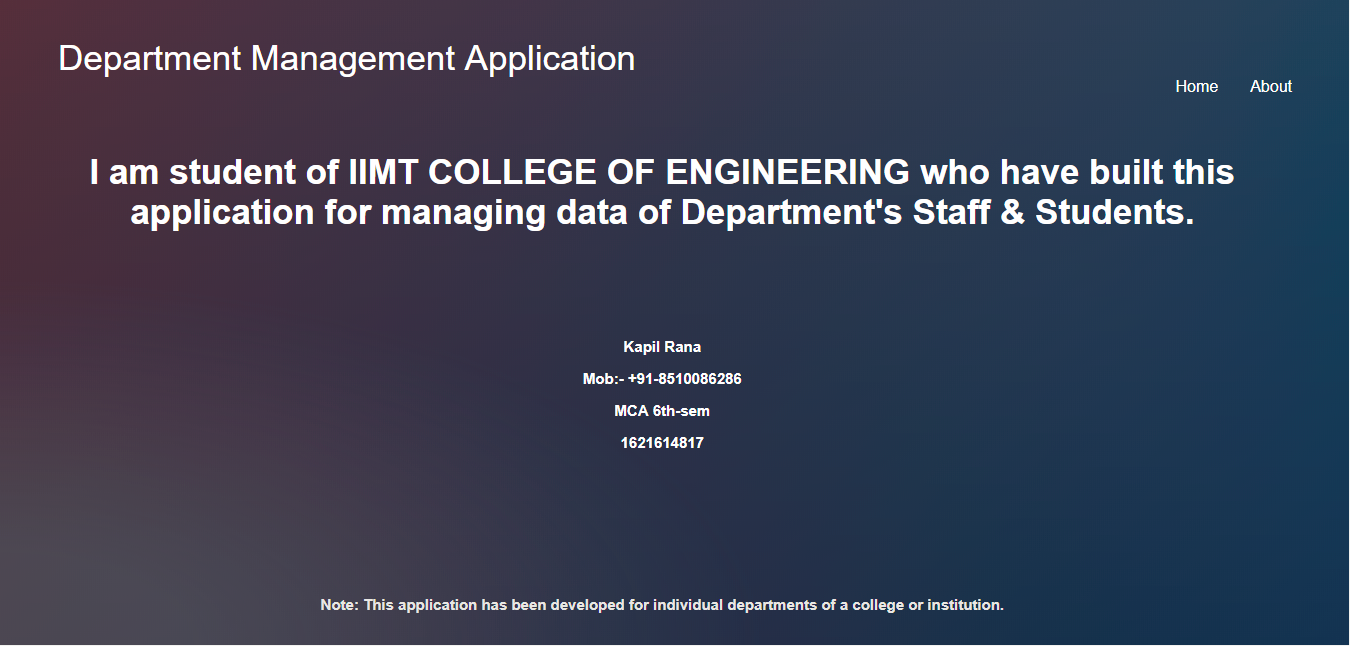 Department Management Application
Home About
I am student of IIMT COLLEGE OF ENGINEERING who have built this
application for managing data of Department's Staff & Students.
Kapil Rana
Mob:- +91-8510086286
MCA 6th-sem
1621614817
Note: This application has been developed for individual departments of a college or institution.